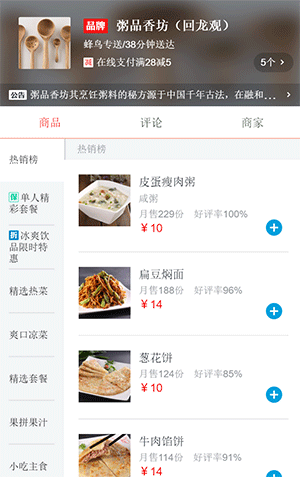 品牌 粥品香坊（回龙观）
蜂鸟专送/38分钟送达
减 在线支付满28减5
5个 >
公告 粥品香坊其烹饪粥料的秘方源于中国千年古法，在融和...
商品 评论 商家
热销榜
保 单人精
彩套餐
折 冰爽饮
品限时特
惠
精选热菜
爽口凉菜
精选套餐
果拼果汁
小吃主食
热销榜
皮蛋瘦肉粥
咸粥
月售229份 好评率100%
￥10
扁豆焖面
月售188份 好评率96%
￥14
葱花饼
月售124份 好评率85%
￥10
牛肉馅饼
月售114份 好评率91%
￥14